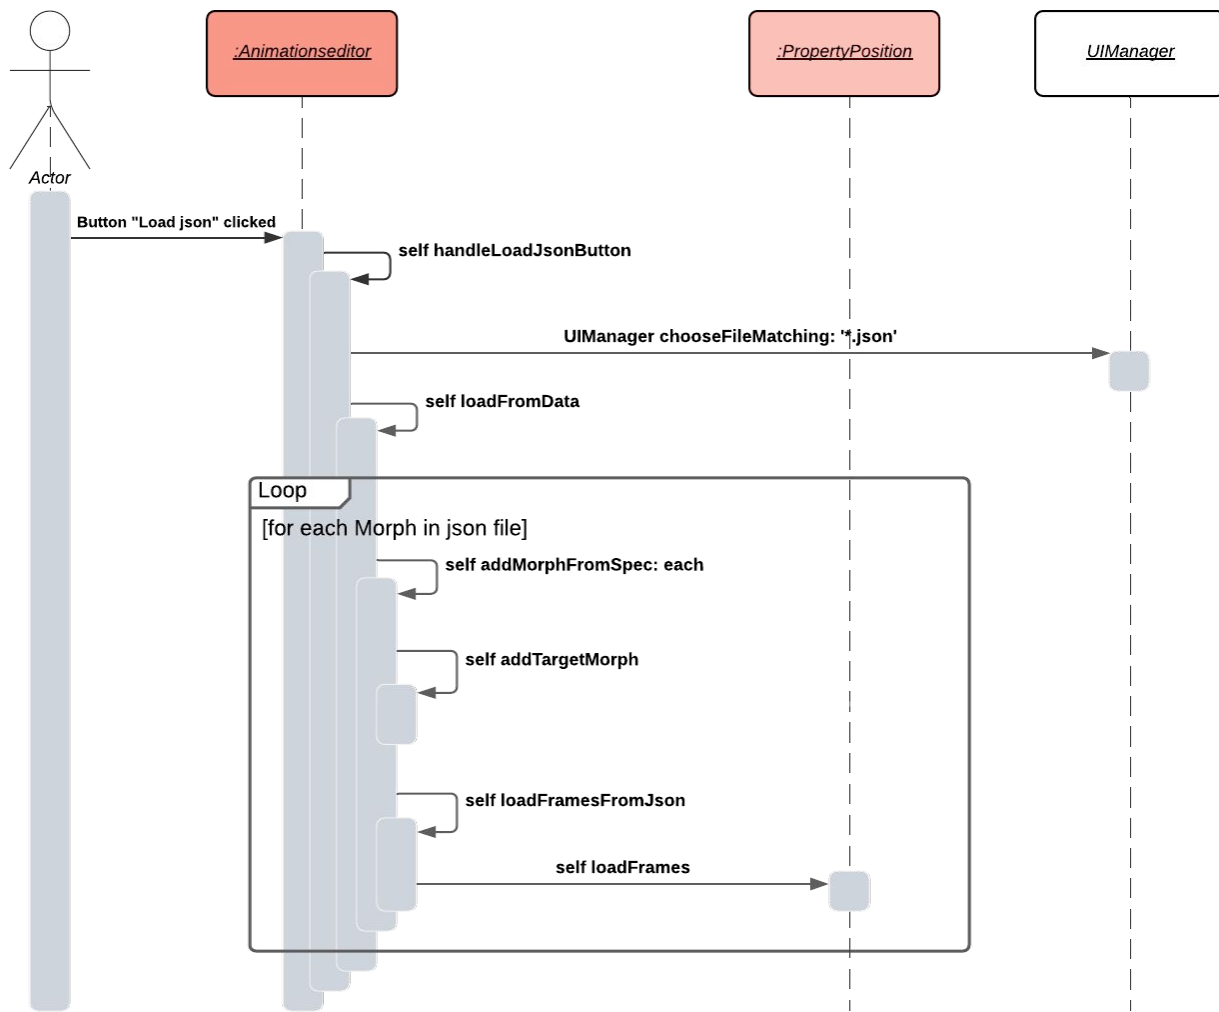 :Animationseditor
:PropertyPosition
UIManager
Actor
Button "Load json" clicked
self handleLoadJsonButton
UIManager chooseFileMatching: '*.json'
self loadFromData
Loop
[for each Morph in json file]
self addMorphFromSpec: each
self addTargetMorph
self loadFramesFromJson
self loadFrames